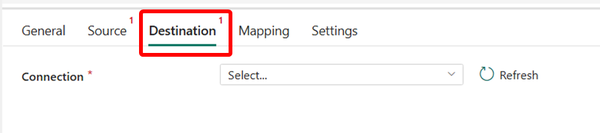 General Source 1 Destination 1 Mapping Settings
Connection * Select... Refresh